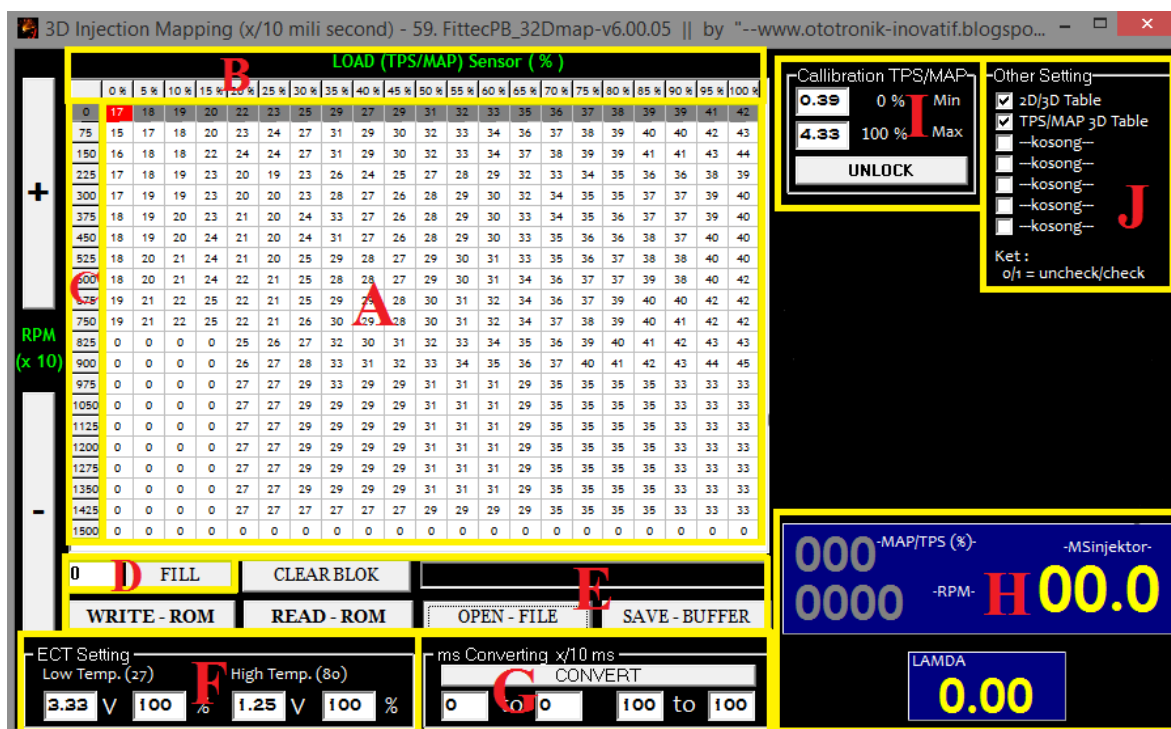 3D Injection Mapping (x/10 mili second) - 59. FittecPB_32Dmap-v6.00.05 || by "--www.ototronik-inovatif.blogspo...
LOAD (TPS/MAP) Sensor ( % )
B
0 % 5 % 10 % 15 % 20 % 25 % 30 % 35 % 40 % 45 % 50 % 55 % 60 % 65 % 70 % 75 % 80 % 85 % 90 % 95 % 100 %
0 17 18 19 20 22 23 25 29 27 29 31 32 33 35 36 37 38 39 39 41 42
75 15 17 18 20 23 24 27 31 29 30 32 33 34 36 37 38 39 40 40 42 43
150 16 18 18 22 24 24 27 31 29 30 32 33 34 37 38 39 39 41 41 43 44
225 17 18 19 23 20 19 23 26 24 25 27 28 29 32 33 34 35 36 36 38 39
300 17 19 19 23 20 20 23 28 27 26 28 29 30 32 34 35 35 37 37 39 40
375 18 19 20 23 21 20 24 33 27 26 28 29 30 33 34 35 36 37 37 39 40
450 18 19 20 24 21 20 24 31 27 26 28 29 30 33 35 36 36 38 37 40 40
525 18 20 21 24 21 20 25 29 28 27 29 30 31 33 35 36 37 38 38 40 40
600 18 20 21 24 22 21 25 28 28 27 29 30 31 34 36 37 37 39 38 40 42
C
A
675 19 21 22 25 22 21 25 29 29 28 30 31 32 34 36 37 39 40 40 42 42
750 19 21 22 25 22 21 26 30 29 28 30 31 32 34 37 38 39 40 41 42 42
825 0 0 0 0 25 26 27 32 30 31 32 33 34 35 36 39 40 41 42 43 43
900 0 0 0 0 26 27 28 33 31 32 33 34 35 36 37 40 41 42 43 44 45
975 0 0 0 0 27 27 29 33 29 29 31 31 31 29 35 35 35 35 33 33 33
1050 0 0 0 0 27 27 29 29 29 29 31 31 31 29 35 35 35 35 33 33 33
1125 0 0 0 0 27 27 29 29 29 29 31 31 31 29 35 35 35 35 33 33 33
1200 0 0 0 0 27 27 29 29 29 29 31 31 31 29 35 35 35 35 33 33 33
1275 0 0 0 0 27 27 29 29 29 29 31 31 31 29 35 35 35 35 33 33 33
1350 0 0 0 0 27 27 29 29 29 29 31 31 31 29 35 35 35 35 33 33 33
1425 0 0 0 0 27 27 27 27 27 27 29 29 29 29 35 35 35 35 33 33 33
1500 0 0 0 0 0 0 0 0 0 0 0 0 0 0 0 0 0 0 0 0 0
+
RPM
(x 10)
-
Callibration TPS/MAP
0.39 0 % Min
4.33 100 % Max
I
UNLOCK
Other Setting
2D/3D Table
TPS/MAP 3D Table
---kosong---
---kosong---
---kosong---
---kosong---
---kosong---
J
Ket :
0/1 = uncheck/check
0 D FILL CLEAR BLOK
E
WRITE - ROM READ - ROM OPEN - FILE SAVE - BUFFER
ECT Setting
Low Temp. (27) High Temp. (80)
3.33 V 100 % 1.25 V 100 %
F
ms Converting x/10 ms
CONVERT
0 to 0 100 to 100
G
000 -MAP/TPS (%)- -MSinjektor-
0000 -RPM- H 00.0
LAMDA
0.00